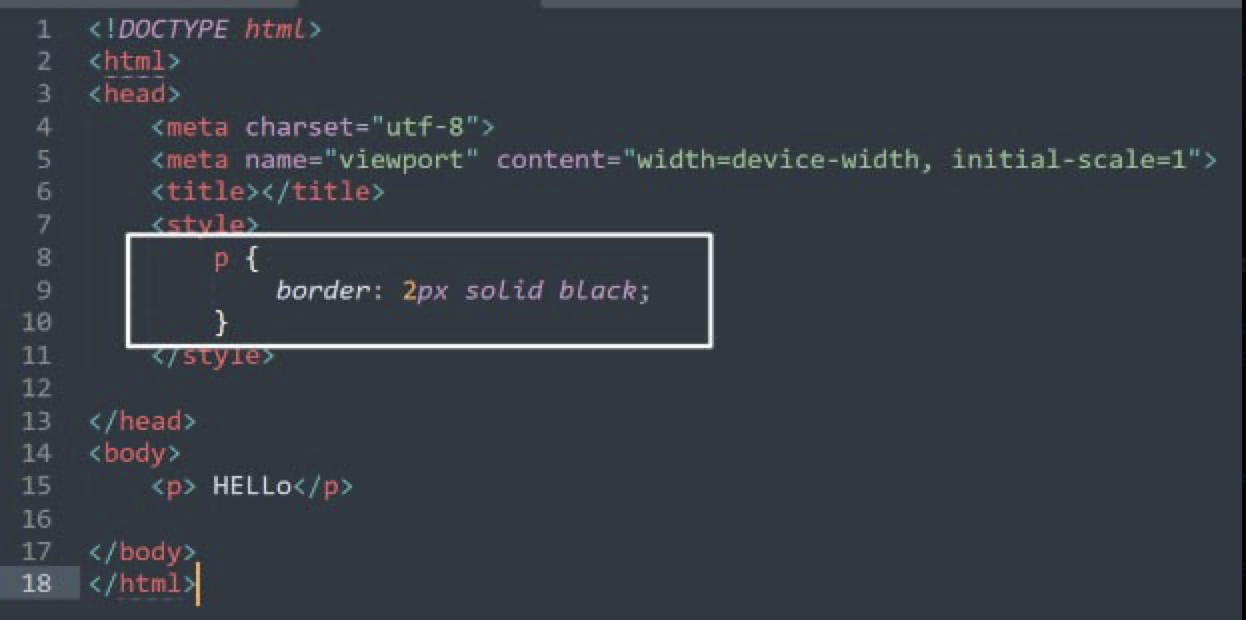 1 <!DOCTYPE html>
2 <html>
3 <head>
4 <meta charset="utf-8">
5 <meta name="viewport" content="width=device-width, initial-scale=1">
6 <title></title>
7 <style>
8 p {
9 border: 2px solid black;
10 }
11 </style>
12
13 </head>
14 <body>
15 <p> HELLo</p>
16
17 </body>
18 </html>